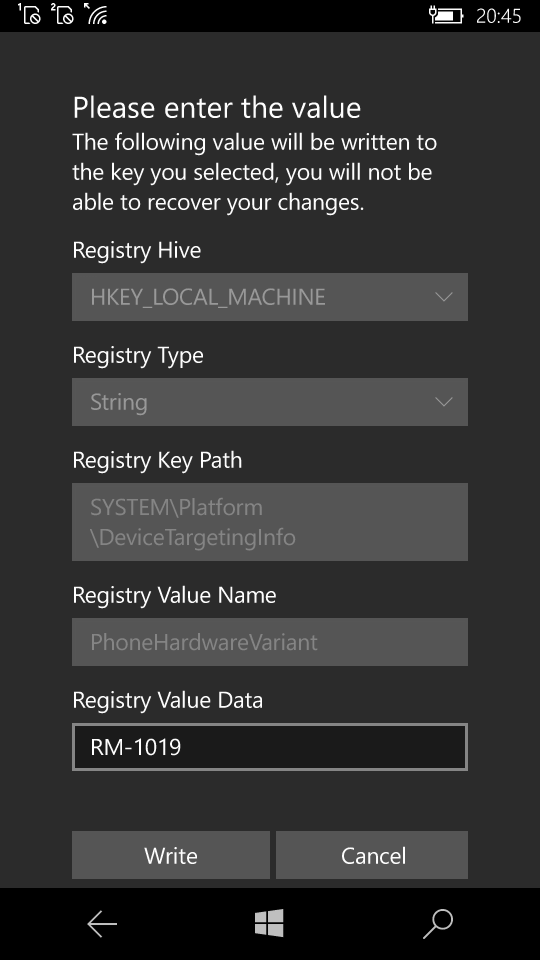 1 2 20:45
Please enter the value
The following value will be written to
the key you selected, you will not be
able to recover your changes.
Registry Hive
HKEY_LOCAL_MACHINE
Registry Type
String
Registry Key Path
SYSTEM\Platform
\DeviceTargetingInfo
Registry Value Name
PhoneHardwareVariant
Registry Value Data
RM-1019
Write Cancel